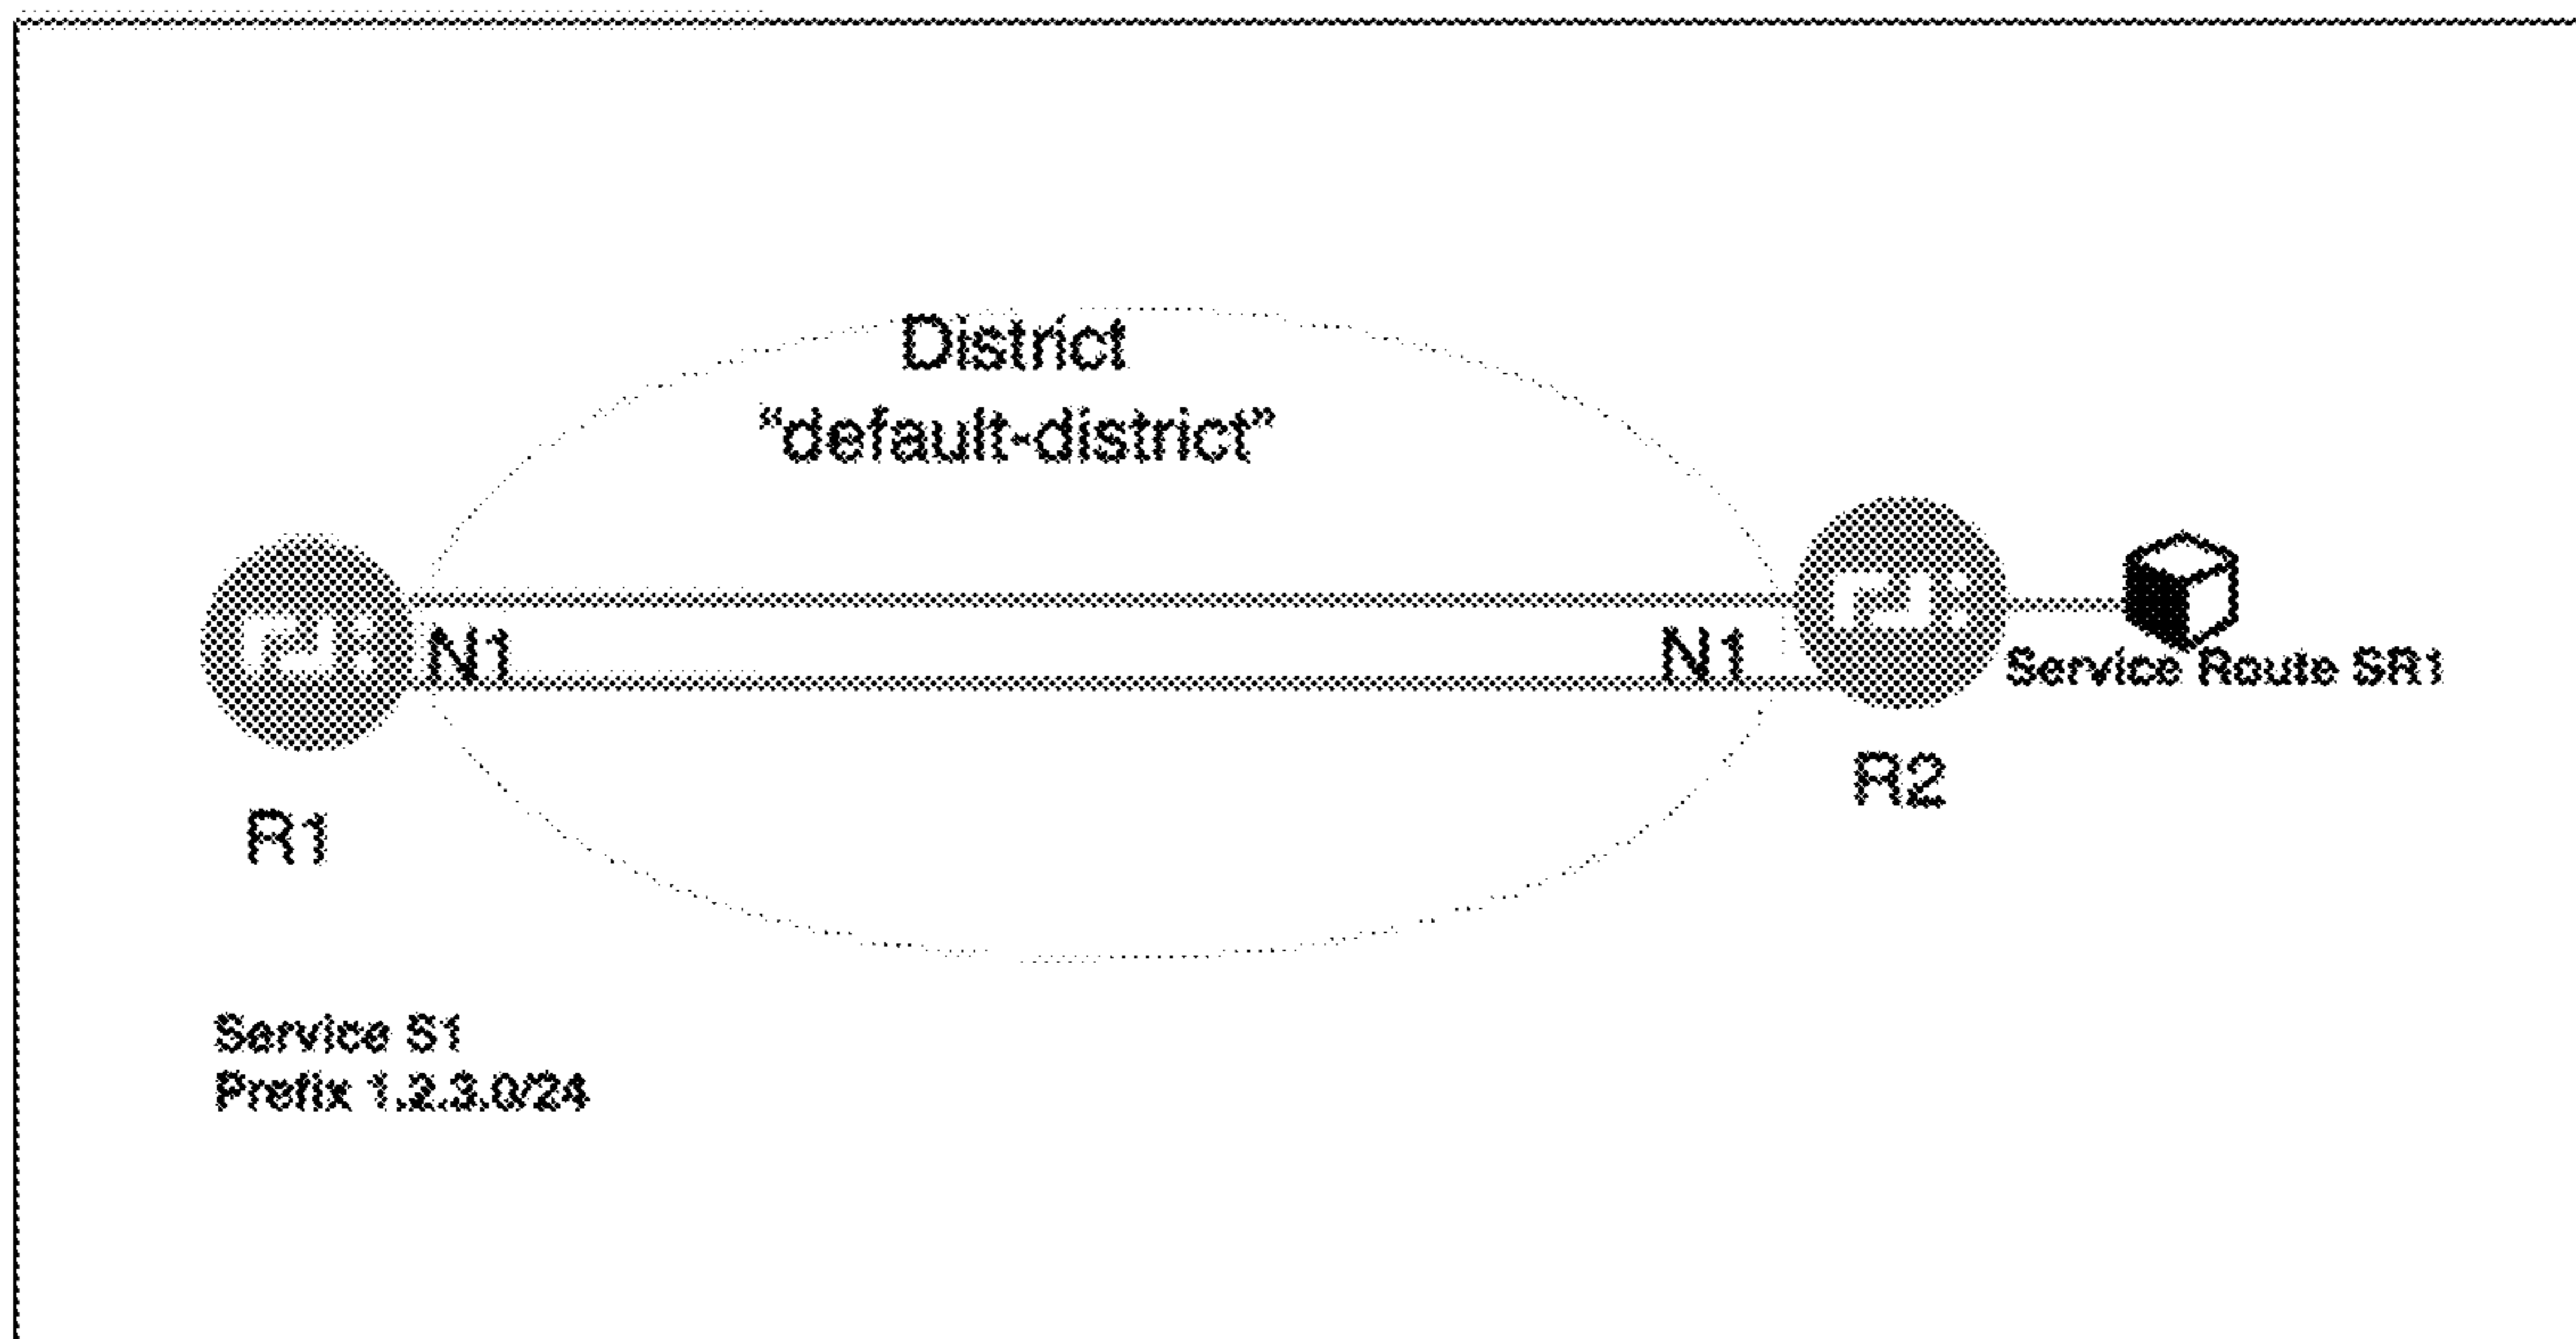 District
“default-district”
N1
N1
Service Route SR1
R2
R1
Service S1
Prefix 1.2.3.0/24